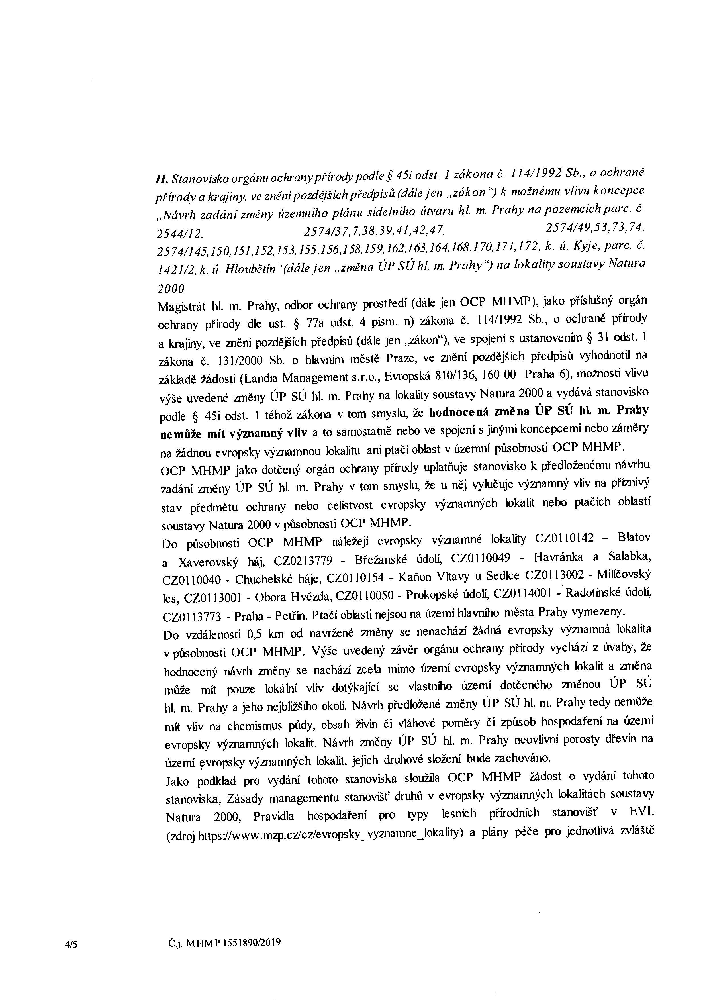 II. Stanovisko orgánu ochrany přírody podle § 45i odst. 1 zákona č. 114/1992 Sb., o ochraně
přírody a krajiny, ve znění pozdějších předpisů (dále jen „zákon“) k možnému vlivu koncepce
„Návrh zadání změny územního plánu sídelního útvaru hl. m. Prahy na pozemcích parc. č.
2544/12, 2574/37,7,38,39,41,42,47, 2574/49,53,73,74,
2574/145,150,151,152,153,155,156,158,159,162,163,164,168,170,171,172, k. ú. Kyje, parc. č.
1421/2, k. ú. Hloubětín“(dále jen „změna ÚP SÚ hl. m. Prahy“) na lokality soustavy Natura
2000
Magistrát hl. m. Prahy, odbor ochrany prostředí (dále jen OCP MHMP), jako příslušný orgán
ochrany přírody dle ust. § 77a odst. 4 písm. n) zákona č. 114/1992 Sb., o ochraně přírody
a krajiny, ve znění pozdějších předpisů (dále jen „zákon“), ve spojení s ustanovením § 31 odst. 1
zákona č. 131/2000 Sb. o hlavním městě Praze, ve znění pozdějších předpisů vyhodnotil na
základě žádosti (Landia Management s.r.o., Evropská 810/136, 160 00 Praha 6), možnosti vlivu
výše uvedené změny ÚP SÚ hl. m. Prahy na lokality soustavy Natura 2000 a vydává stanovisko
podle § 45i odst. 1 téhož zákona v tom smyslu, že hodnocená změna ÚP SÚ hl. m. Prahy
nemůže mít významný vliv a to samostatně nebo ve spojení s jinými koncepcemi nebo záměry
na žádnou evropsky významnou lokalitu ani ptačí oblast v územní působnosti OCP MHMP.
OCP MHMP jako dotčený orgán ochrany přírody uplatňuje stanovisko k předloženému návrhu
zadání změny ÚP SÚ hl. m. Prahy v tom smyslu, že u něj vylučuje významný vliv na příznivý
stav předmětu ochrany nebo celistvost evropsky významných lokalit nebo ptačích oblastí
soustavy Natura 2000 v působnosti OCP MHMP.
Do působnosti OCP MHMP náležejí evropsky významné lokality CZ0110142 – Blatov
a Xaverovský háj, CZ0213779 - Břežanské údolí, CZ0110049 - Havránka a Salabka,
CZ0110040 - Chuchelské háje, CZ0110154 - Kaňon Vltavy u Sedlce CZ0113002 - Milíčovský
les, CZ0113001 - Obora Hvězda, CZ0110050 - Prokopské údolí, CZ0114001 - Radotínské údolí,
CZ0113773 - Praha - Petřín. Ptačí oblasti nejsou na území hlavního města Prahy vymezeny.
Do vzdálenosti 0,5 km od navržené změny se nenachází žádná evropsky významná lokalita
v působnosti OCP MHMP. Výše uvedený závěr orgánu ochrany přírody vychází z úvahy, že
hodnocený návrh změny se nachází zcela mimo území evropsky významných lokalit a změna
může mít pouze lokální vliv dotýkající se vlastního území dotčeného změnou ÚP SÚ
hl. m. Prahy a jeho nejbližšího okolí. Návrh předložené změny ÚP SÚ hl. m. Prahy tedy nemůže
mít vliv na chemismus půdy, obsah živin či vláhové poměry či způsob hospodaření na území
evropsky významných lokalit. Návrh změny ÚP SÚ hl. m. Prahy neovlivní porosty dřevin na
území evropsky významných lokalit, jejich druhové složení bude zachováno.
Jako podklad pro vydání tohoto stanoviska sloužila OCP MHMP žádost o vydání tohoto
stanoviska, Zásady managementu stanovišť druhů v evropsky významných lokalitách soustavy
Natura 2000, Pravidla hospodaření pro typy lesních přírodních stanovišť v EVL
(zdroj https://www.mzp.cz/cz/evropsky_vyznamne_lokality) a plány péče pro jednotlivá zvláště
4/5 Č.j. MHMP 1551890/2019